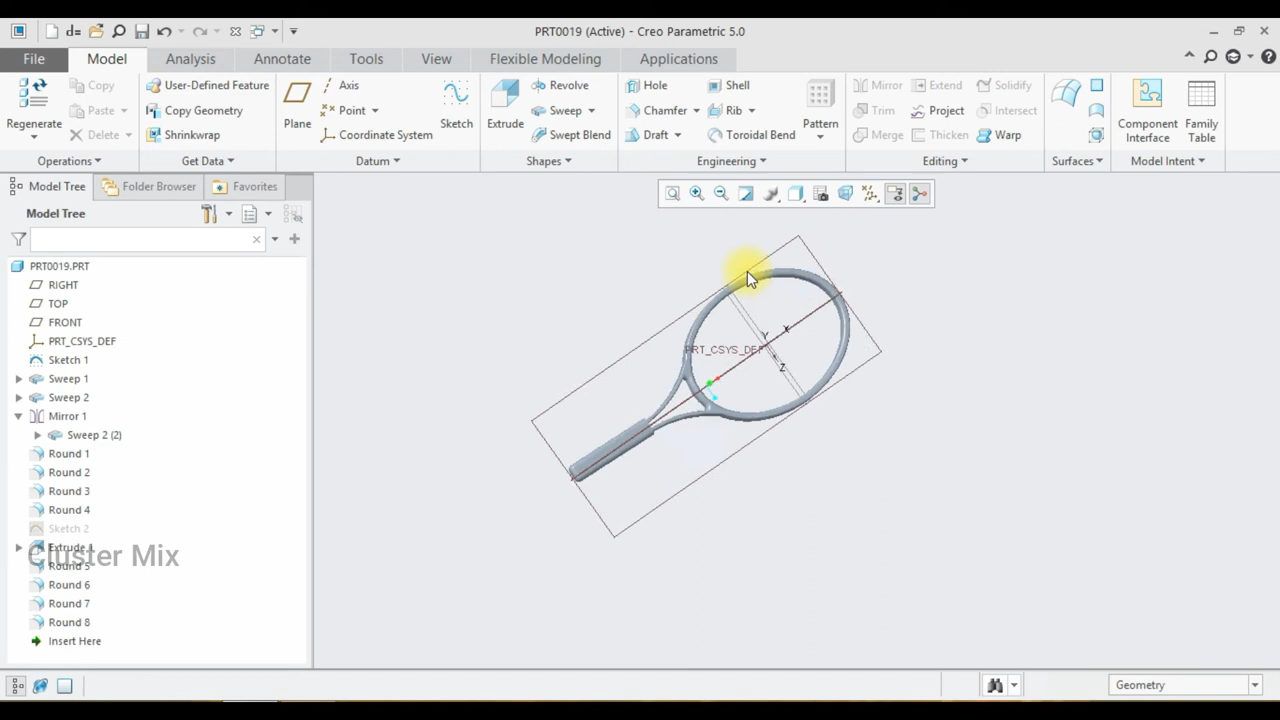 PRT0019 (Active) - Creo Parametric 5.0
File Model Analysis Annotate Tools View Flexible Modeling Applications
Regenerate
Copy
Paste
Delete
Operations
User-Defined Feature
Copy Geometry
Shrinkwrap
Get Data
Plane
Axis
Point
Coordinate System
Sketch
Datum
Extrude
Revolve
Sweep
Swept Blend
Shapes
Hole
Chamfer
Draft
Shell
Rib
Toroidal Bend
Pattern
Engineering
Mirror
Trim
Merge
Extend
Project
Thicken
Solidify
Intersect
Warp
Editing
Surfaces
Component Interface
Family Table
Model Intent
Model Tree Folder Browser Favorites
Model Tree
PRT0019.PRT
RIGHT
TOP
FRONT
PRT_CSYS_DEF
Sketch 1
Sweep 1
Sweep 2
Mirror 1
Sweep 2 (2)
Round 1
Round 2
Round 3
Round 4
Sketch 2
Extrude 1
Cluster Mix
Round 5
Round 6
Round 7
Round 8
Insert Here
Y
X
PRT_CSYS_DEF
Z
Geometry